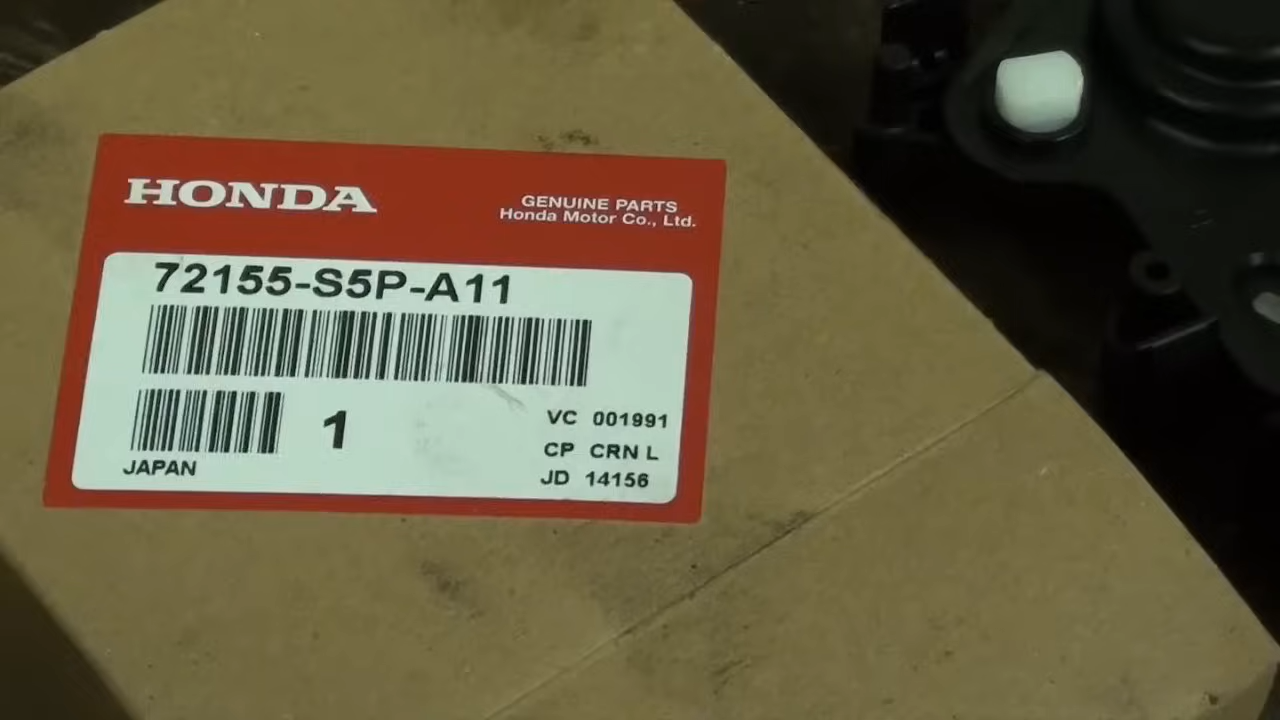 HONDA
GENUINE PARTS
Honda Motor Co., Ltd.
72155-S5P-A11
1
VC 001991
CP CRN L
JD 14156
JAPAN